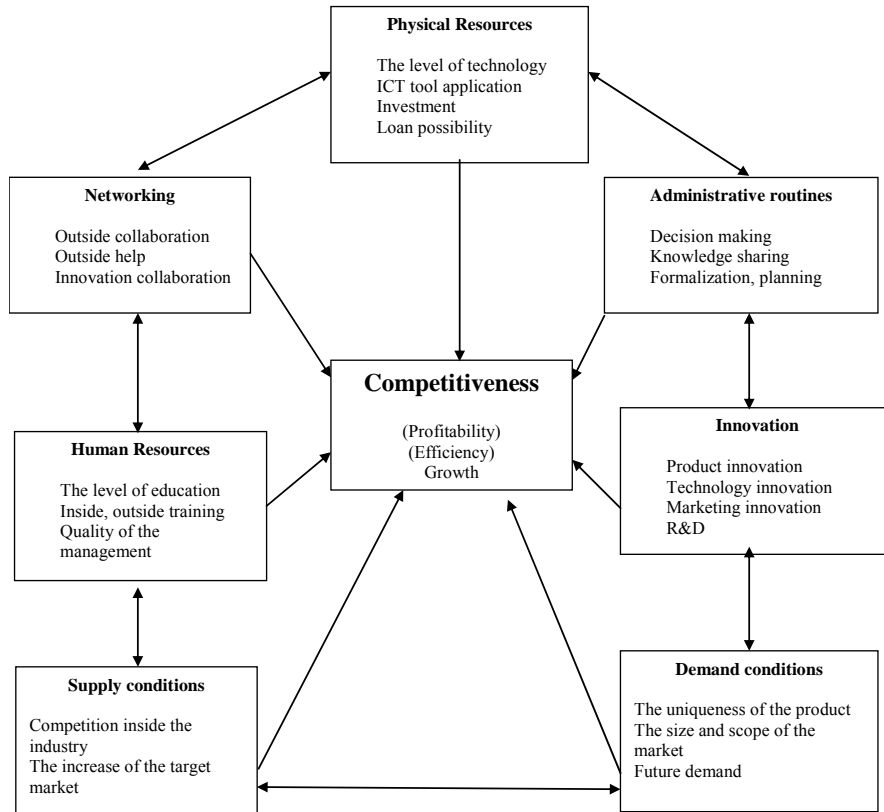 Physical Resources
The level of technology
ICT tool application
Investment
Loan possibility
Networking
Outside collaboration
Outside help
Innovation collaboration
Administrative routines
Decision making
Knowledge sharing
Formalization, planning
Competitiveness
(Profitability)
(Efficiency)
Growth
Human Resources
The level of education
Inside, outside training
Quality of the
management
Innovation
Product innovation
Technology innovation
Marketing innovation
R&D
Supply conditions
Competition inside the
industry
The increase of the target
market
Demand conditions
The uniqueness of the product
The size and scope of the
market
Future demand